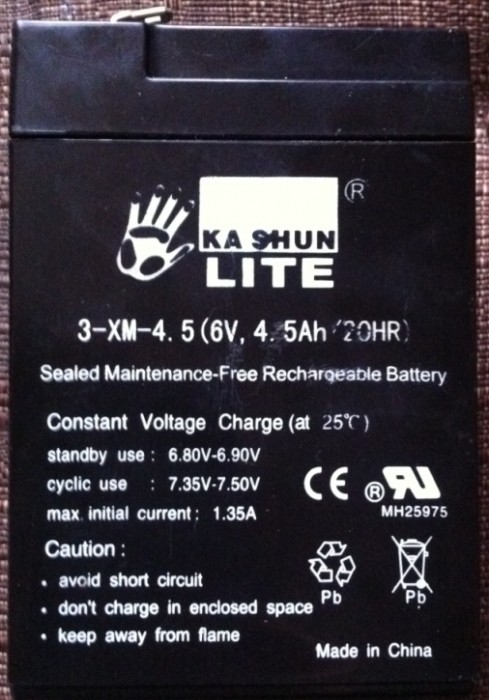 KA SHUN ®
LITE
3-XM-4.5(6V, 4.5Ah/20HR)
Sealed Maintenance-Free Rechargeable Battery
Constant Voltage Charge (at 25℃)
standby use : 6.80V-6.90V
cyclic use : 7.35V-7.50V
max. initial current: 1.35A
CE ® RU
MH25975
Caution :
• avoid short circuit
• don't charge in enclosed space
• keep away from flame
Pb Pb
Made in China